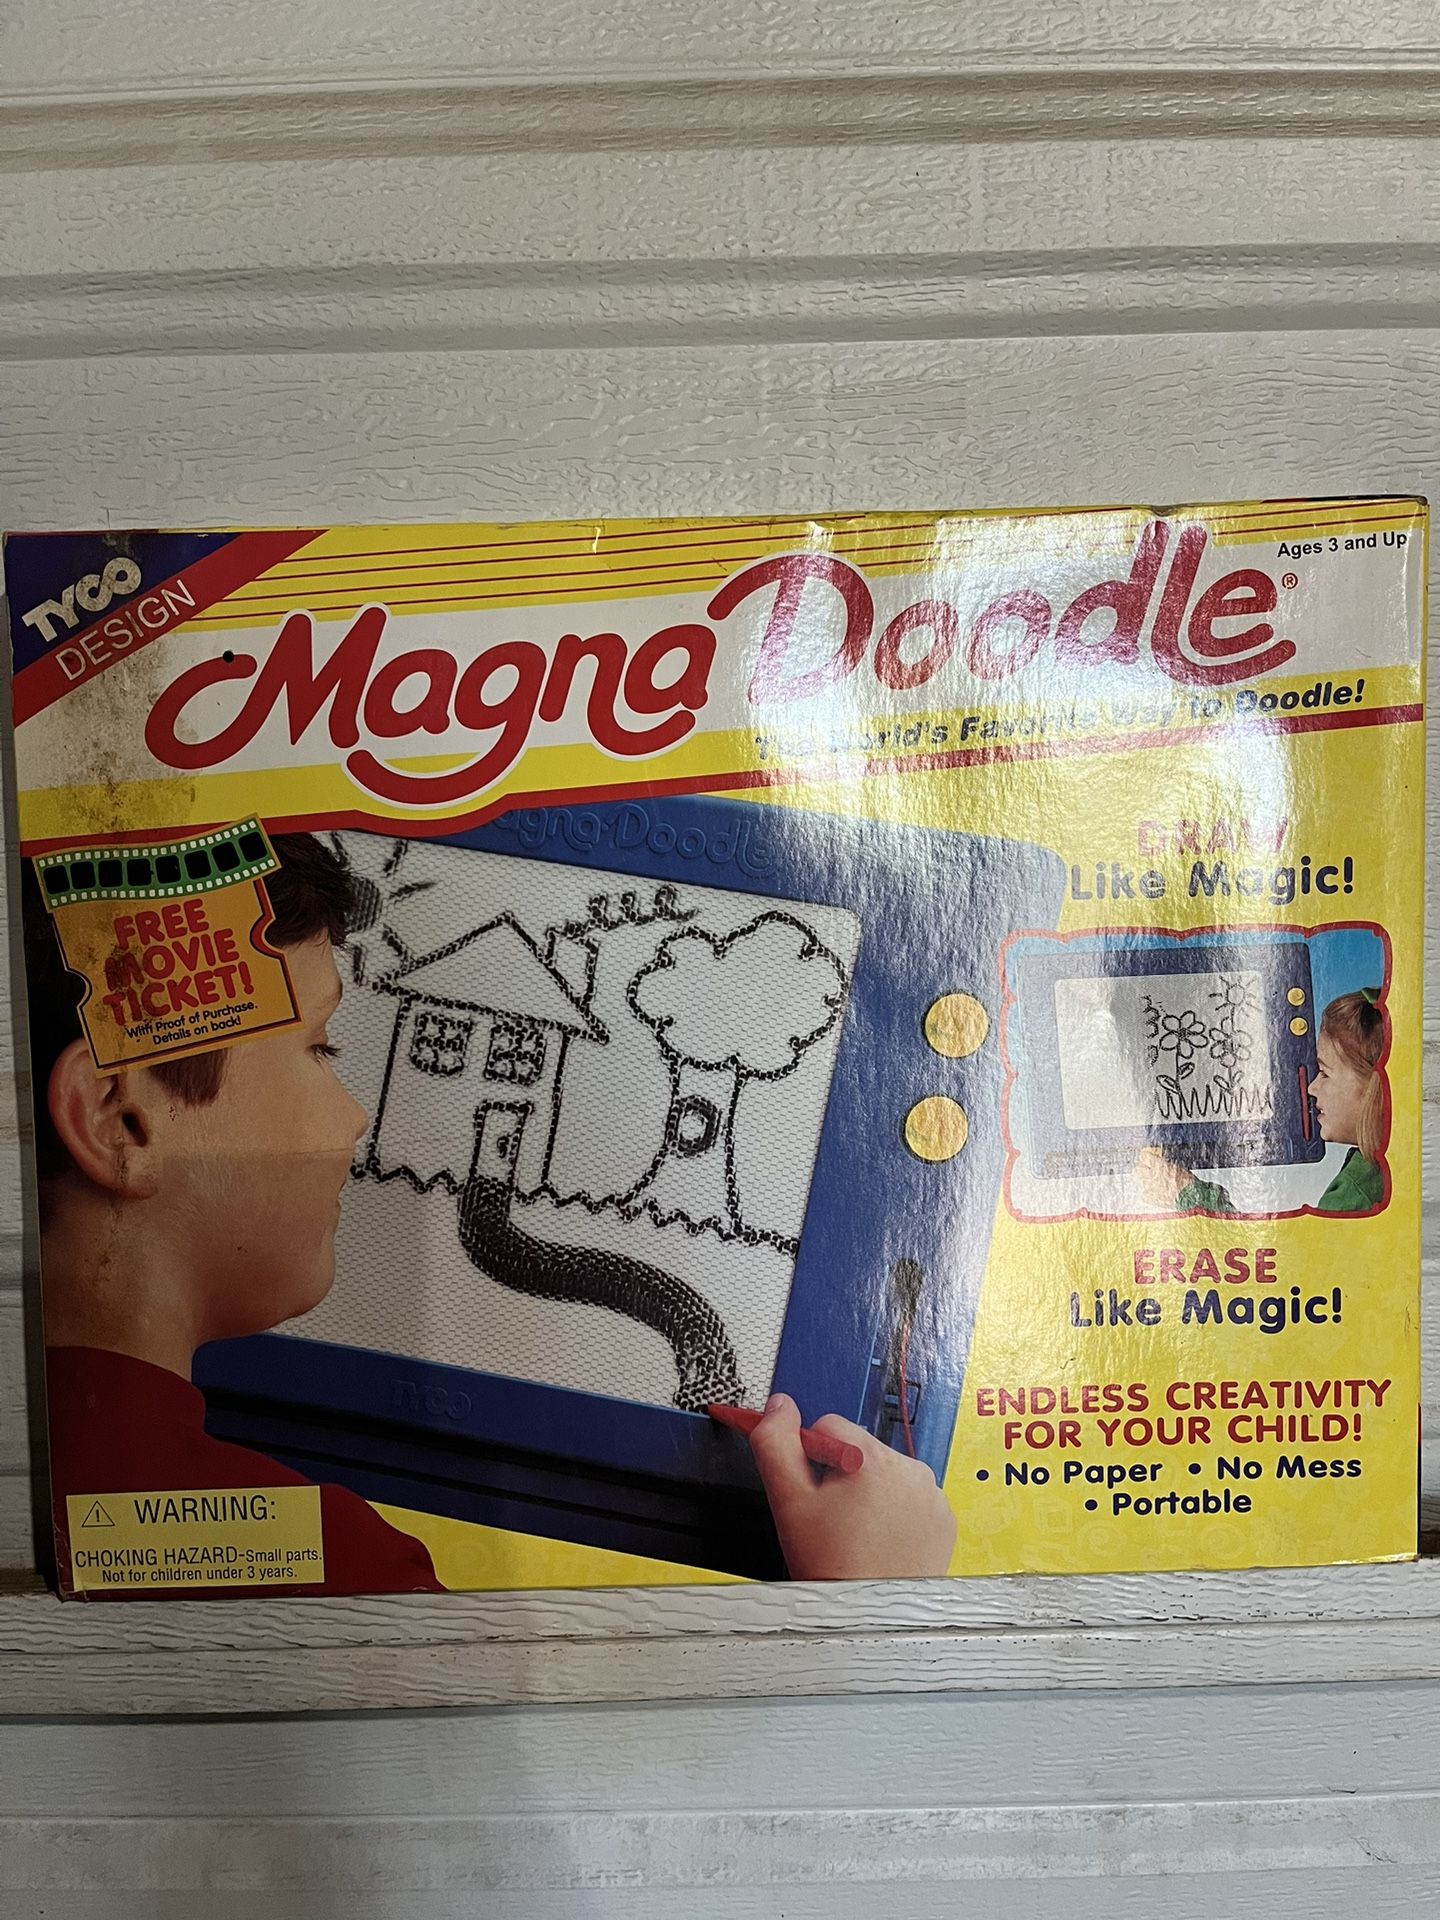 TYCO
DESIGN
Magna Doodle®
Ages 3 and Up
The World's Favorite Way to Doodle!
FREE
MOVIE
TICKET!
With Proof of Purchase.
Details on back!
Magna Doodle
DRAW
Like Magic!
ERASE
Like Magic!
TYCO
ENDLESS CREATIVITY
FOR YOUR CHILD!
• No Paper • No Mess
• Portable
⚠ WARNING:
CHOKING HAZARD-Small parts.
Not for children under 3 years.